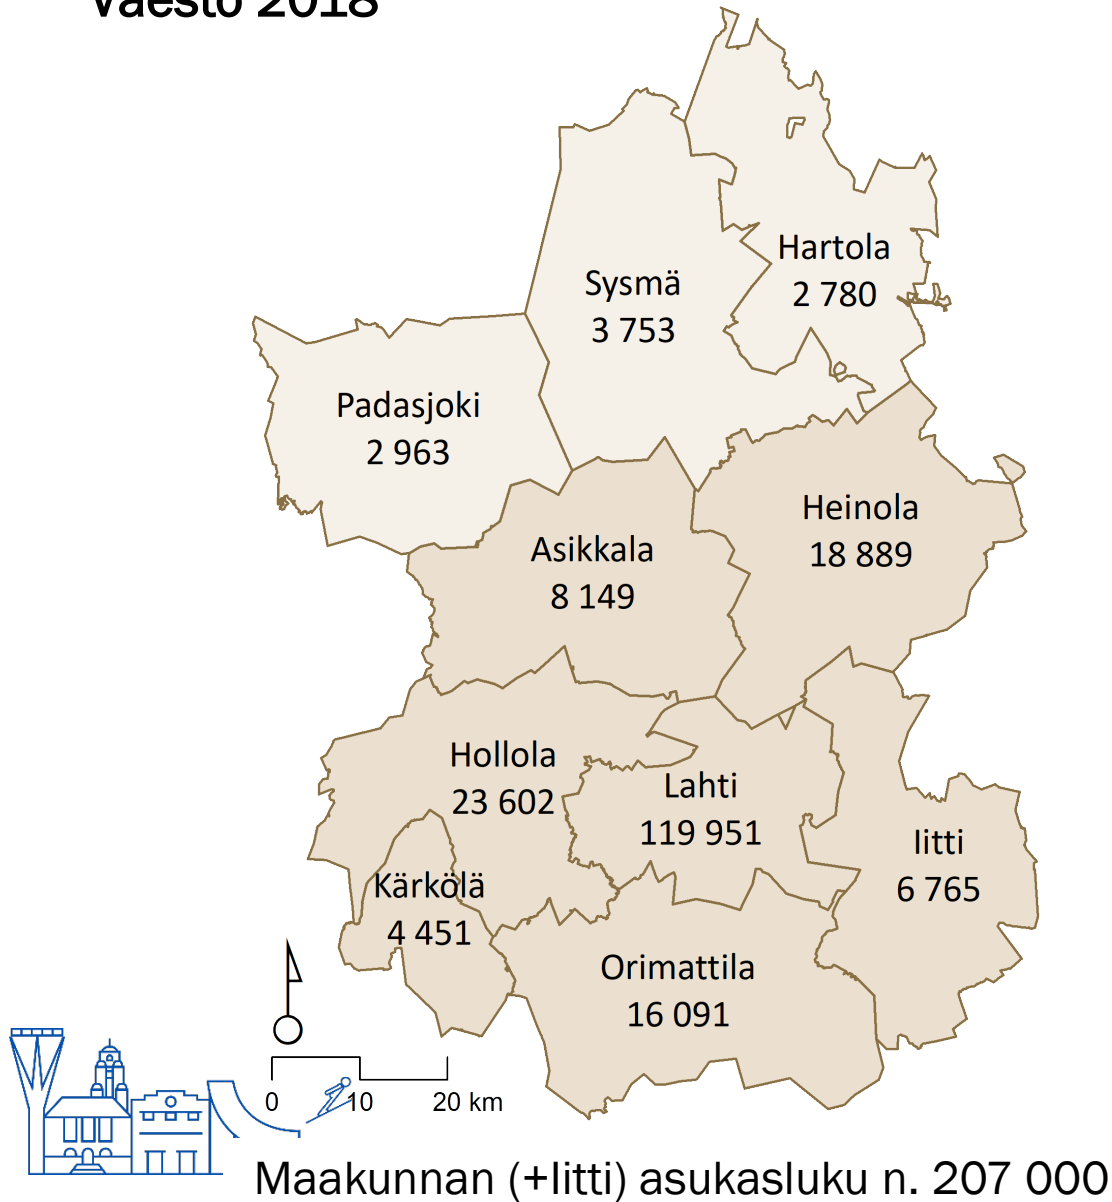 Väestö 2018
Hartola
2 780
Sysmä
3 753
Padasjoki
2 963
Heinola
18 889
Asikkala
8 149
Hollola
23 602
Lahti
119 951
Iitti
6 765
Kärkölä
4 451
Orimattila
16 091
0 10 20 km
Maakunnan (+Iitti) asukasluku n. 207 000